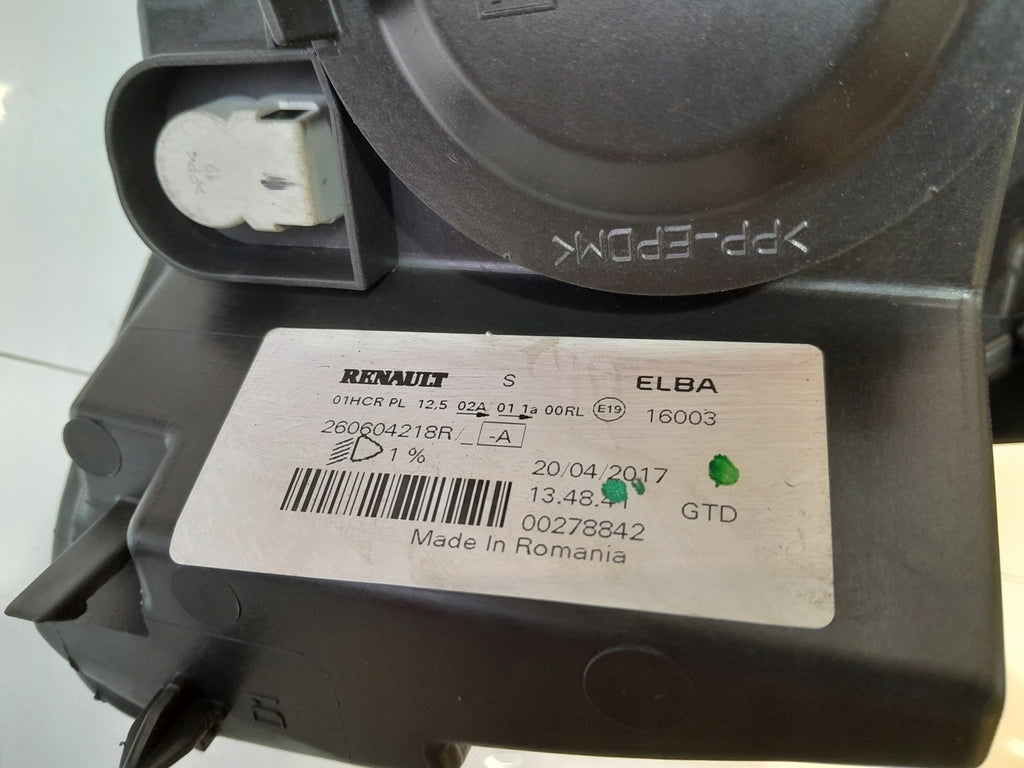 >PP-EPDM<
RENAULT S ELBA
01HCR PL 12,5 02A 01 1a 00RL E19 16003
260604218R/_ -A
1 %
20/04/2017
13.48.41
GTD
00278842
Made In Romania